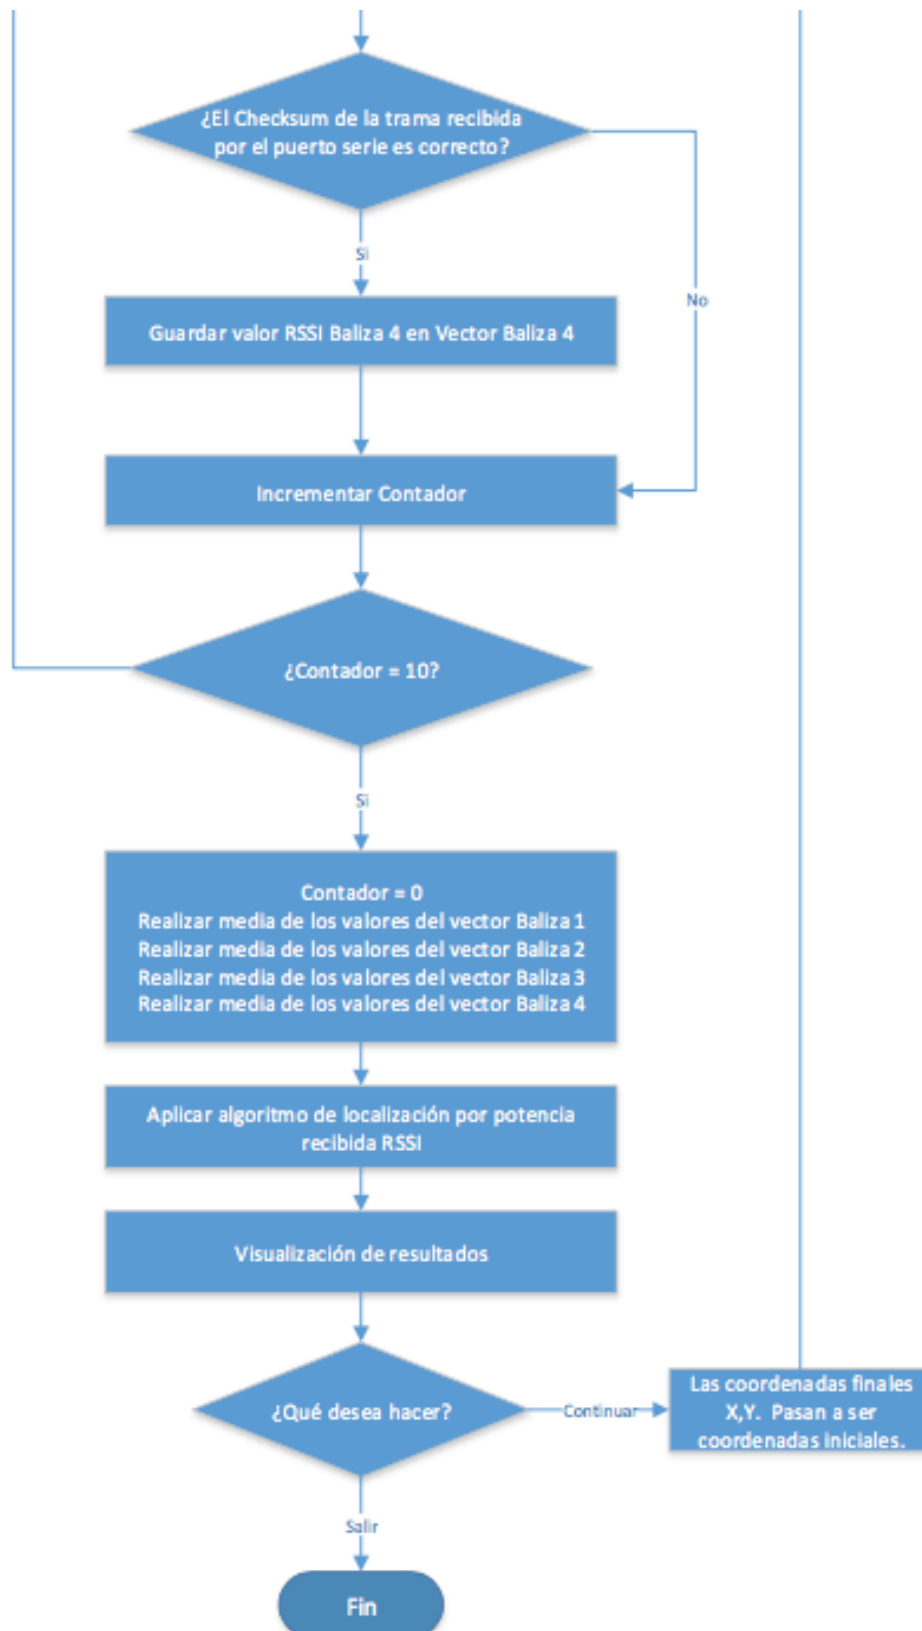 ¿El Checksum de la trama recibida
por el puerto serie es correcto?
Si
No
Guardar valor RSSI Baliza 4 en Vector Baliza 4
Incrementar Contador
¿Contador = 10?
Si
Contador = 0
Realizar media de los valores del vector Baliza 1
Realizar media de los valores del vector Baliza 2
Realizar media de los valores del vector Baliza 3
Realizar media de los valores del vector Baliza 4
Aplicar algoritmo de localización por potencia
recibida RSSI
Visualización de resultados
¿Qué desea hacer?
Continuar
Las coordenadas finales
X,Y. Pasan a ser
coordenadas iniciales.
Salir
Fin